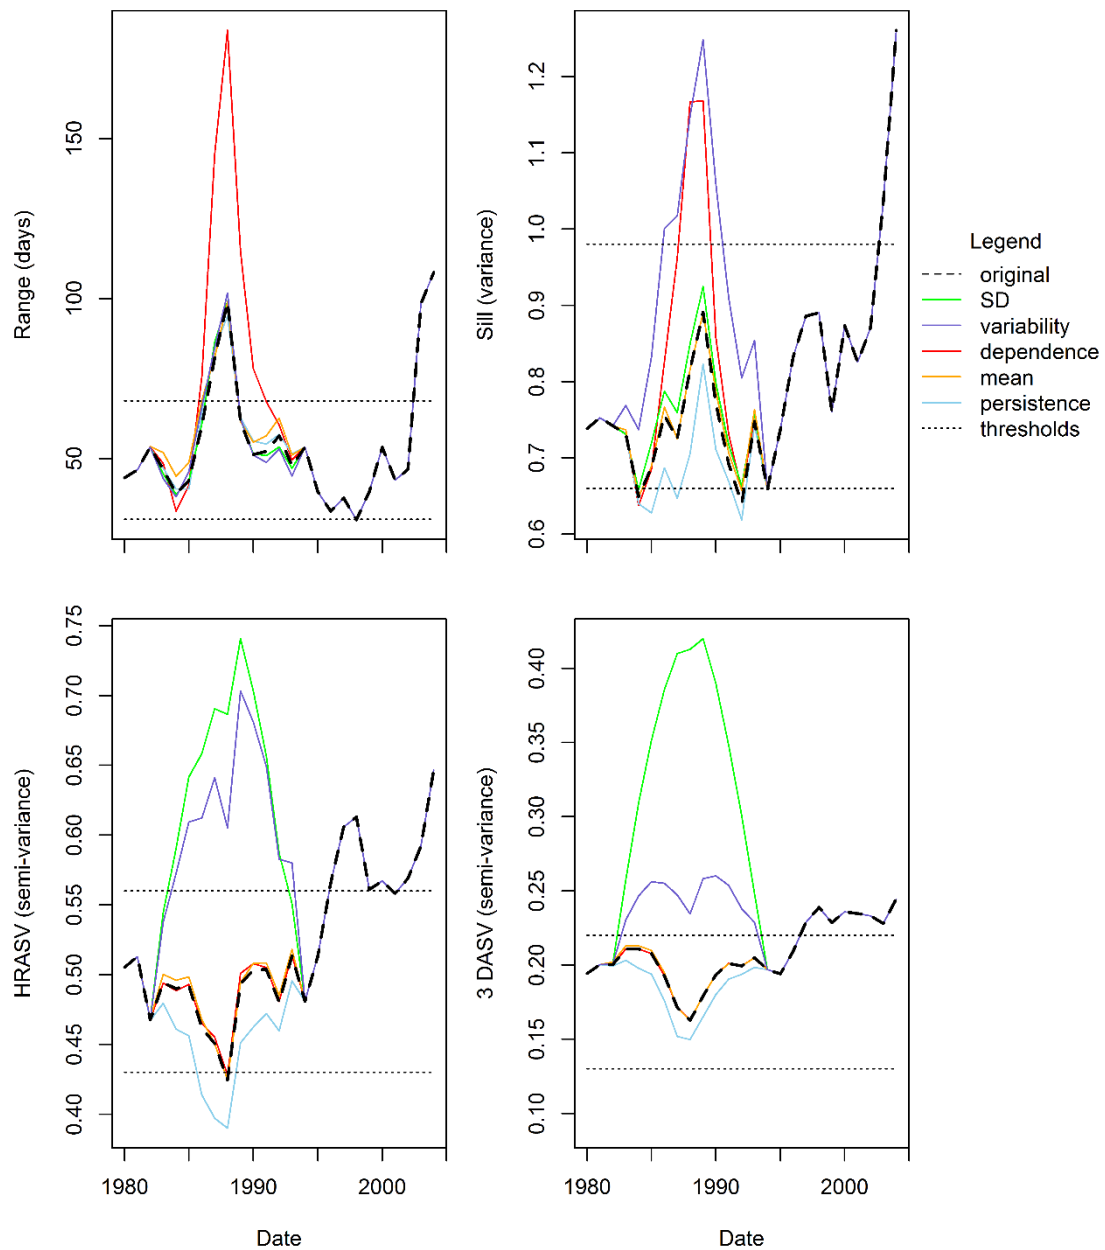 Range (days)
50
100
150
Sill (variance)
0.6
0.7
0.8
0.9
1.0
1.1
1.2
Legend
original
SD
variability
dependence
mean
persistence
thresholds
HRASV (semi-variance)
0.40
0.45
0.50
0.55
0.60
0.65
0.70
0.75
1980
1990
2000
Date
3 DASV (semi-variance)
0.10
0.15
0.20
0.25
0.30
0.35
0.40
1980
1990
2000
Date